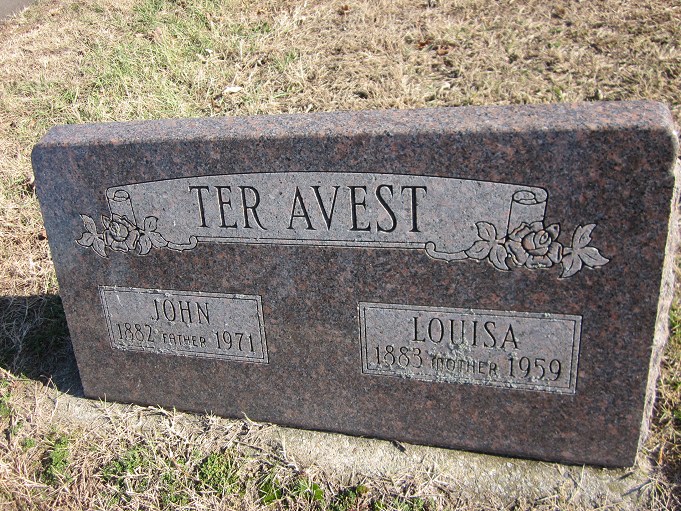 TER AVEST
JOHN
1882 FATHER 1971
LOUISA
1883 MOTHER 1959